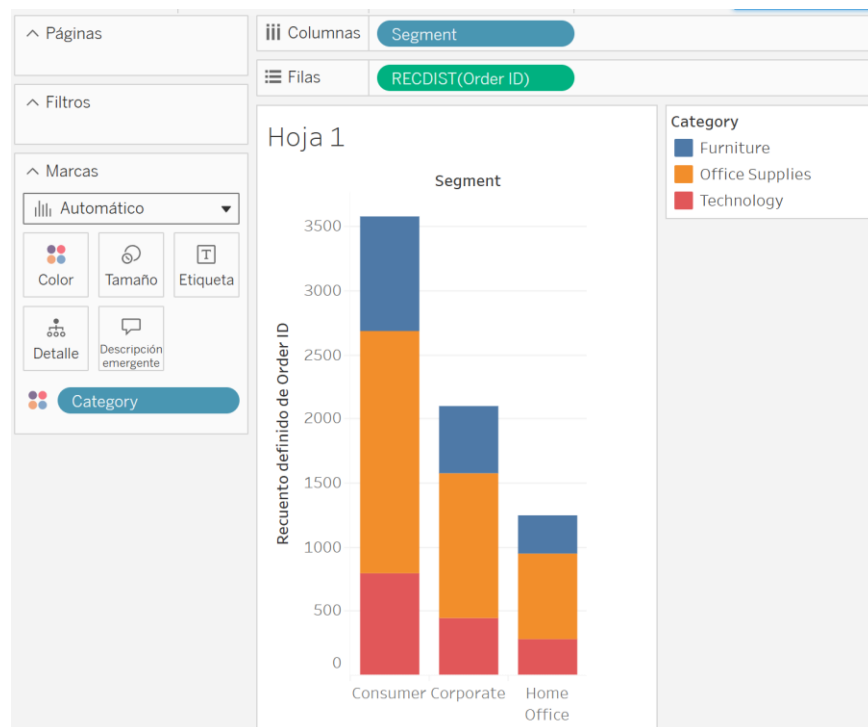 Páginas
Columnas
Segment
Filas
RECDIST(Order ID)
Filtros
Marcas
Automático
Color
Tamaño
Etiqueta
Detalle
Descripción
emergente
Category
Hoja 1
Segment
Recuento definido de Order ID
3500
3000
2500
2000
1500
1000
500
0
Consumer
Corporate
Home
Office
Category
Furniture
Office Supplies
Technology